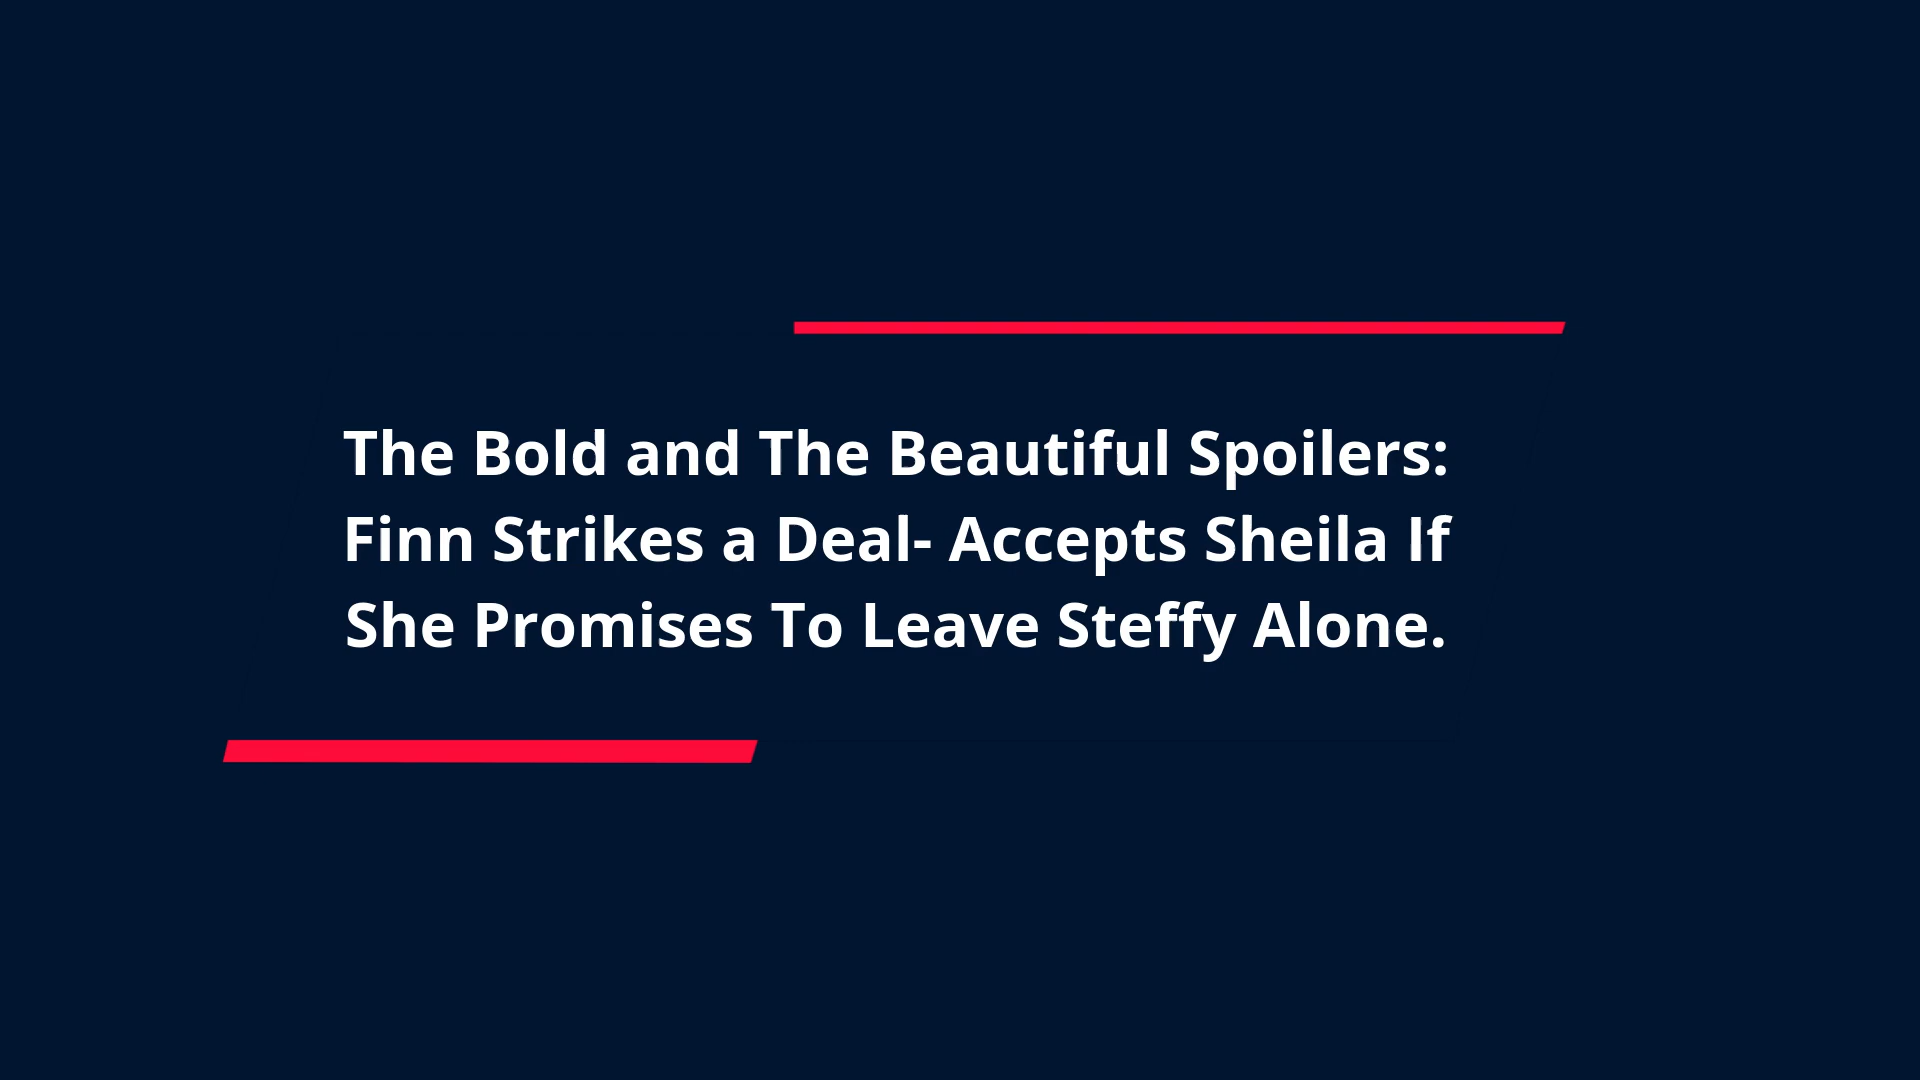 The Bold and The Beautiful Spoilers:
Finn Strikes a Deal- Accepts Sheila If
She Promises To Leave Steffy Alone.